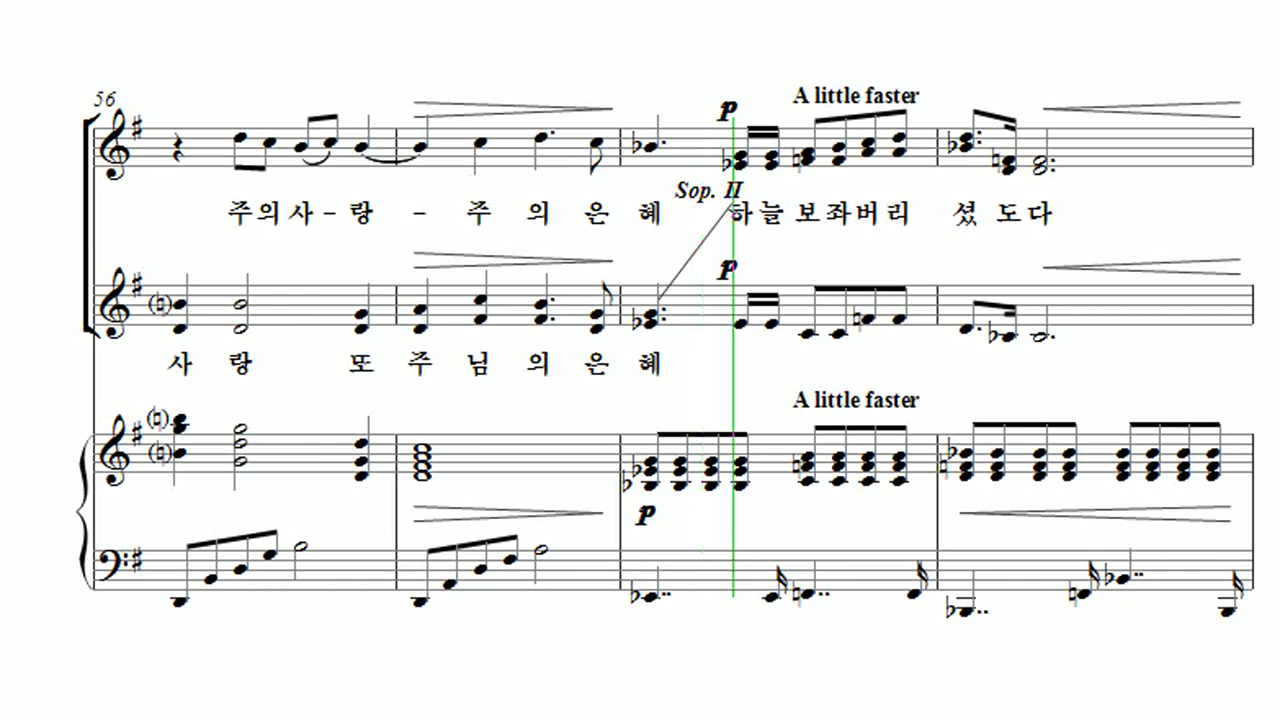 56
p
A little faster
Sop. II
주의사-랑 - 주 의 은 혜 하늘 보좌버리 셨 도다
p
사 랑 또 주 님 의 은 혜
A little faster
p